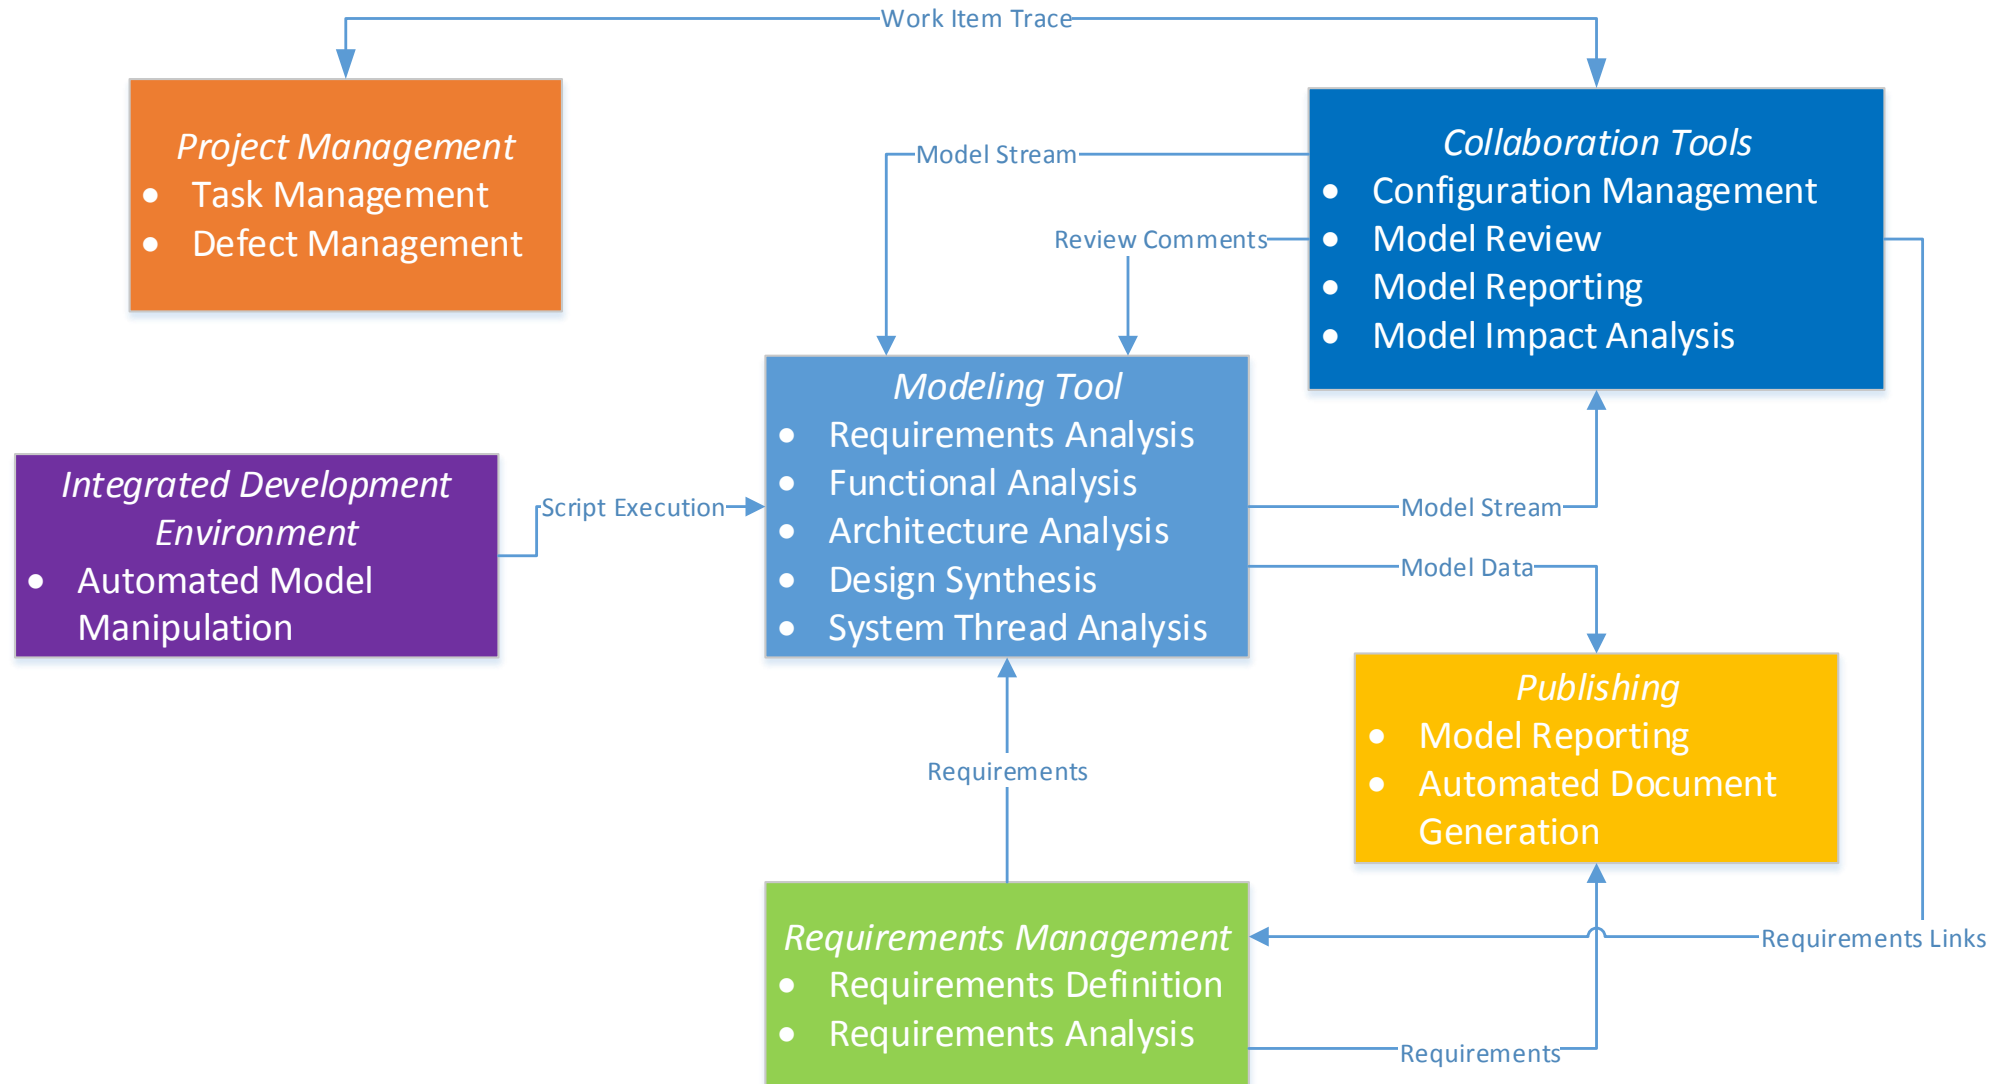 Work Item Trace
Project Management
• Task Management
• Defect Management
Collaboration Tools
• Configuration Management
• Model Review
• Model Reporting
• Model Impact Analysis
Model Stream
Review Comments
Modeling Tool
• Requirements Analysis
• Functional Analysis
• Architecture Analysis
• Design Synthesis
• System Thread Analysis
Integrated Development
Environment
• Automated Model
Manipulation
Script Execution
Model Stream
Model Data
Publishing
• Model Reporting
• Automated Document
Generation
Requirements
Requirements Management
• Requirements Definition
• Requirements Analysis
Requirements Links
Requirements